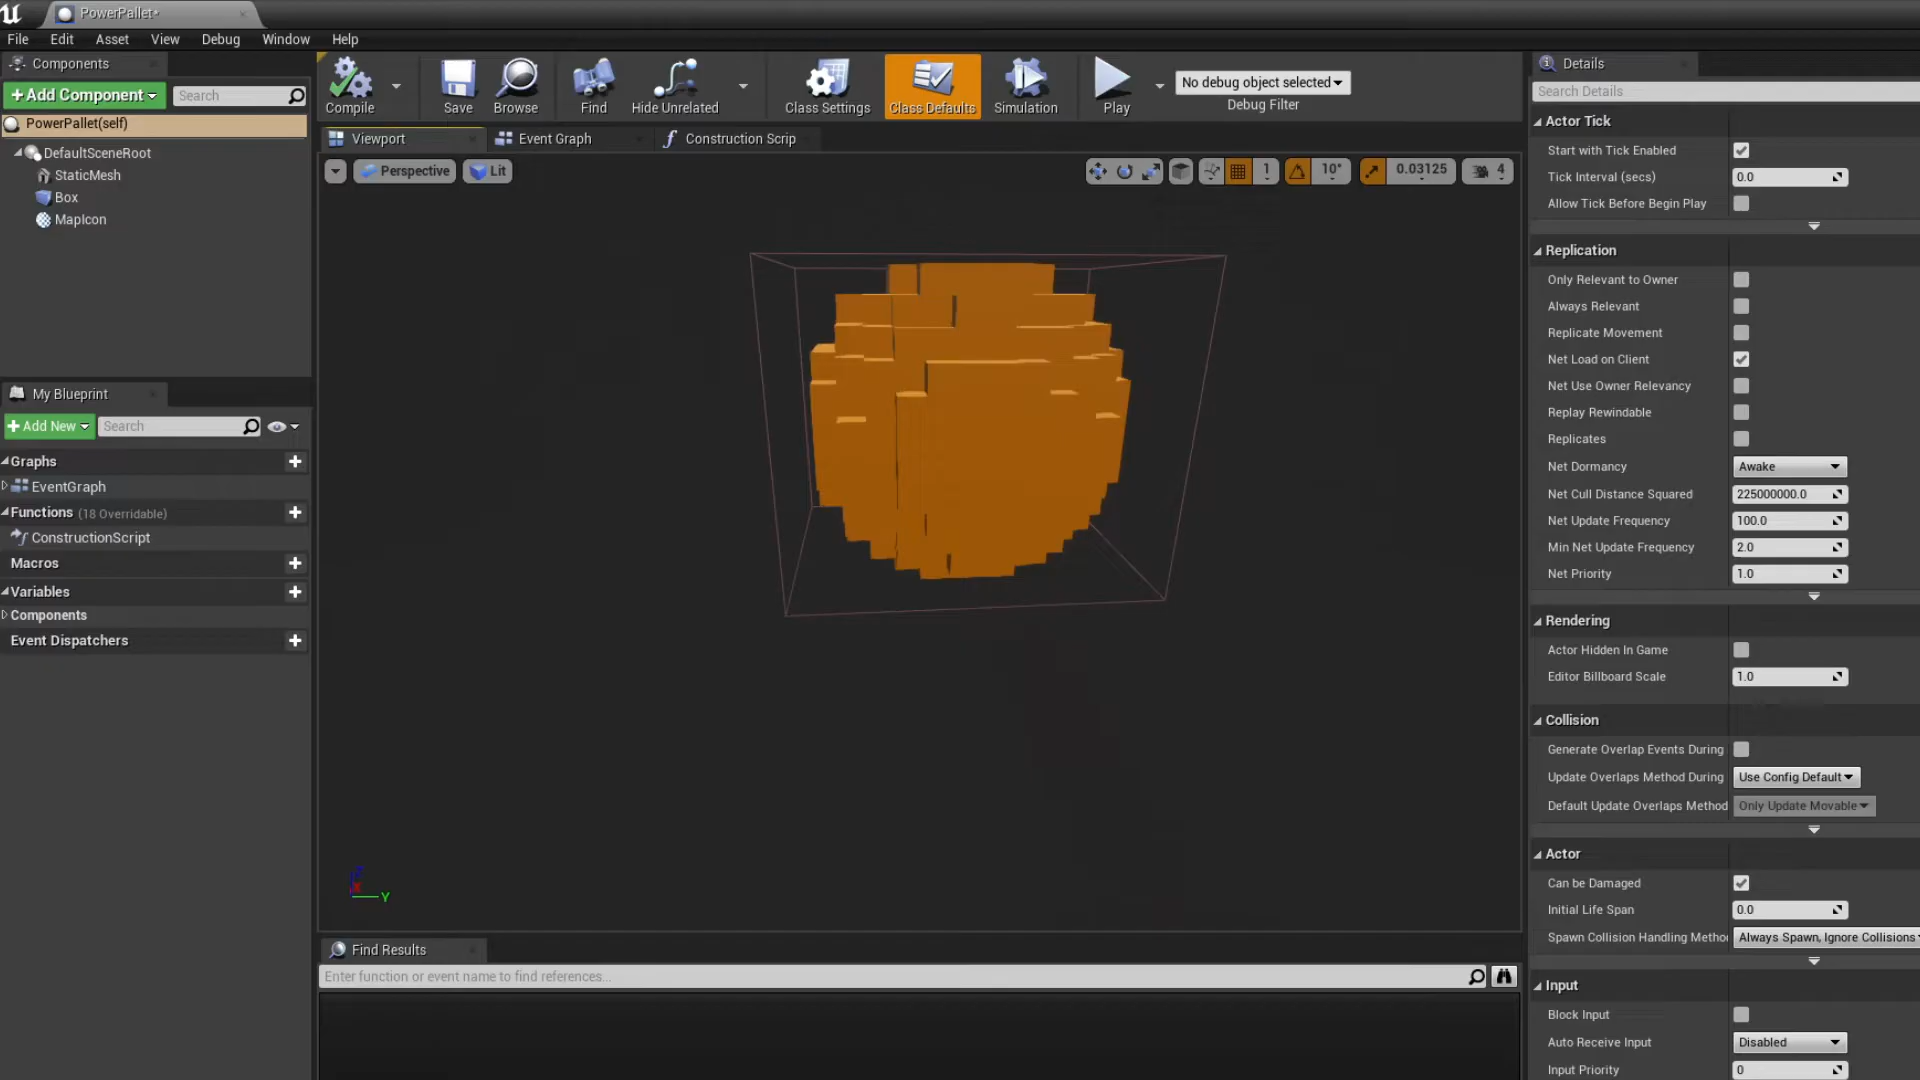 PowerPallet*
File Edit Asset View Debug Window Help
Components
+Add Component
Search
PowerPallet(self)
DefaultSceneRoot
StaticMesh
Box
MapIcon
My Blueprint
+Add New
Search
Graphs
EventGraph
Functions (18 Overridable)
ConstructionScript
Macros
Variables
Components
Event Dispatchers
Compile
Save
Browse
Find
Hide Unrelated
Class Settings
Class Defaults
Simulation
Play
No debug object selected
Debug Filter
Viewport
Event Graph
Construction Scrip
Perspective
Lit
1
10°
0.03125
4
Z
X
Y
Find Results
Enter function or event name to find references...
Details
Search Details
Actor Tick
Start with Tick Enabled
Tick Interval (secs) 0.0
Allow Tick Before Begin Play
Replication
Only Relevant to Owner
Always Relevant
Replicate Movement
Net Load on Client
Net Use Owner Relevancy
Replay Rewindable
Replicates
Net Dormancy Awake
Net Cull Distance Squared 225000000.0
Net Update Frequency 100.0
Min Net Update Frequency 2.0
Net Priority 1.0
Rendering
Actor Hidden In Game
Editor Billboard Scale 1.0
Collision
Generate Overlap Events During
Update Overlaps Method During Use Config Default
Default Update Overlaps Method Only Update Movable
Actor
Can be Damaged
Initial Life Span 0.0
Spawn Collision Handling Metho Always Spawn, Ignore Collisions
Input
Block Input
Auto Receive Input Disabled
Input Priority 0